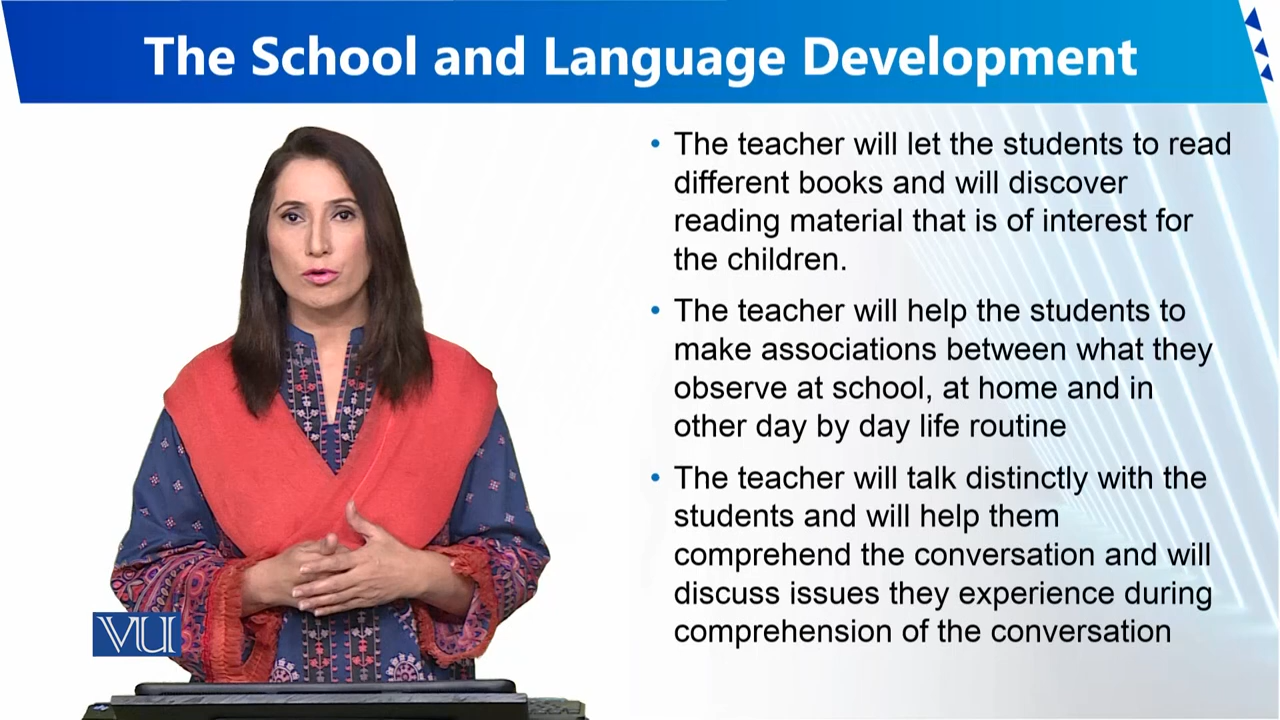 The School and Language Development
• The teacher will let the students to read
different books and will discover
reading material that is of interest for
the children.
• The teacher will help the students to
make associations between what they
observe at school, at home and in
other day by day life routine
• The teacher will talk distinctly with the
students and will help them
comprehend the conversation and will
discuss issues they experience during
comprehension of the conversation
VU